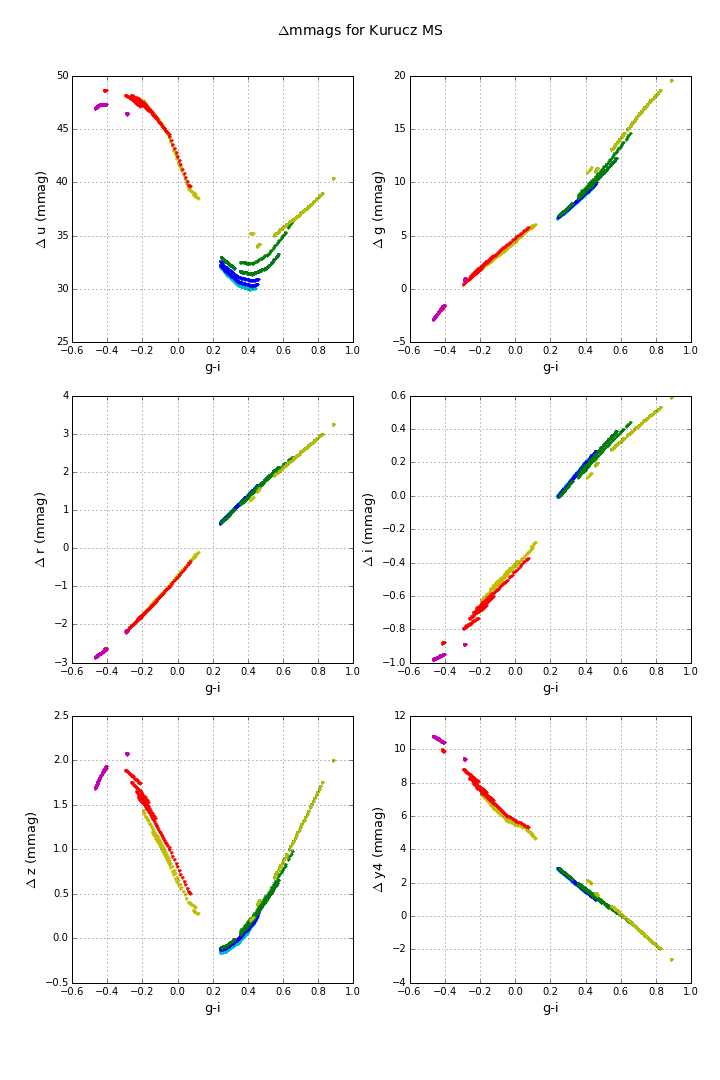 Δmmags for Kurucz MS
50
45
40
35
30
25
Δ u (mmag)
−0.6 −0.4 −0.2 0.0 0.2 0.4 0.6 0.8 1.0
g-i
20
15
10
5
0
−5
Δ g (mmag)
−0.6 −0.4 −0.2 0.0 0.2 0.4 0.6 0.8 1.0
g-i
4
3
2
1
0
−1
−2
−3
Δ r (mmag)
−0.6 −0.4 −0.2 0.0 0.2 0.4 0.6 0.8 1.0
g-i
0.6
0.4
0.2
0.0
−0.2
−0.4
−0.6
−0.8
−1.0
Δ i (mmag)
−0.6 −0.4 −0.2 0.0 0.2 0.4 0.6 0.8 1.0
g-i
2.5
2.0
1.5
1.0
0.5
0.0
−0.5
Δ z (mmag)
−0.6 −0.4 −0.2 0.0 0.2 0.4 0.6 0.8 1.0
g-i
12
10
8
6
4
2
0
−2
−4
Δ y4 (mmag)
−0.6 −0.4 −0.2 0.0 0.2 0.4 0.6 0.8 1.0
g-i